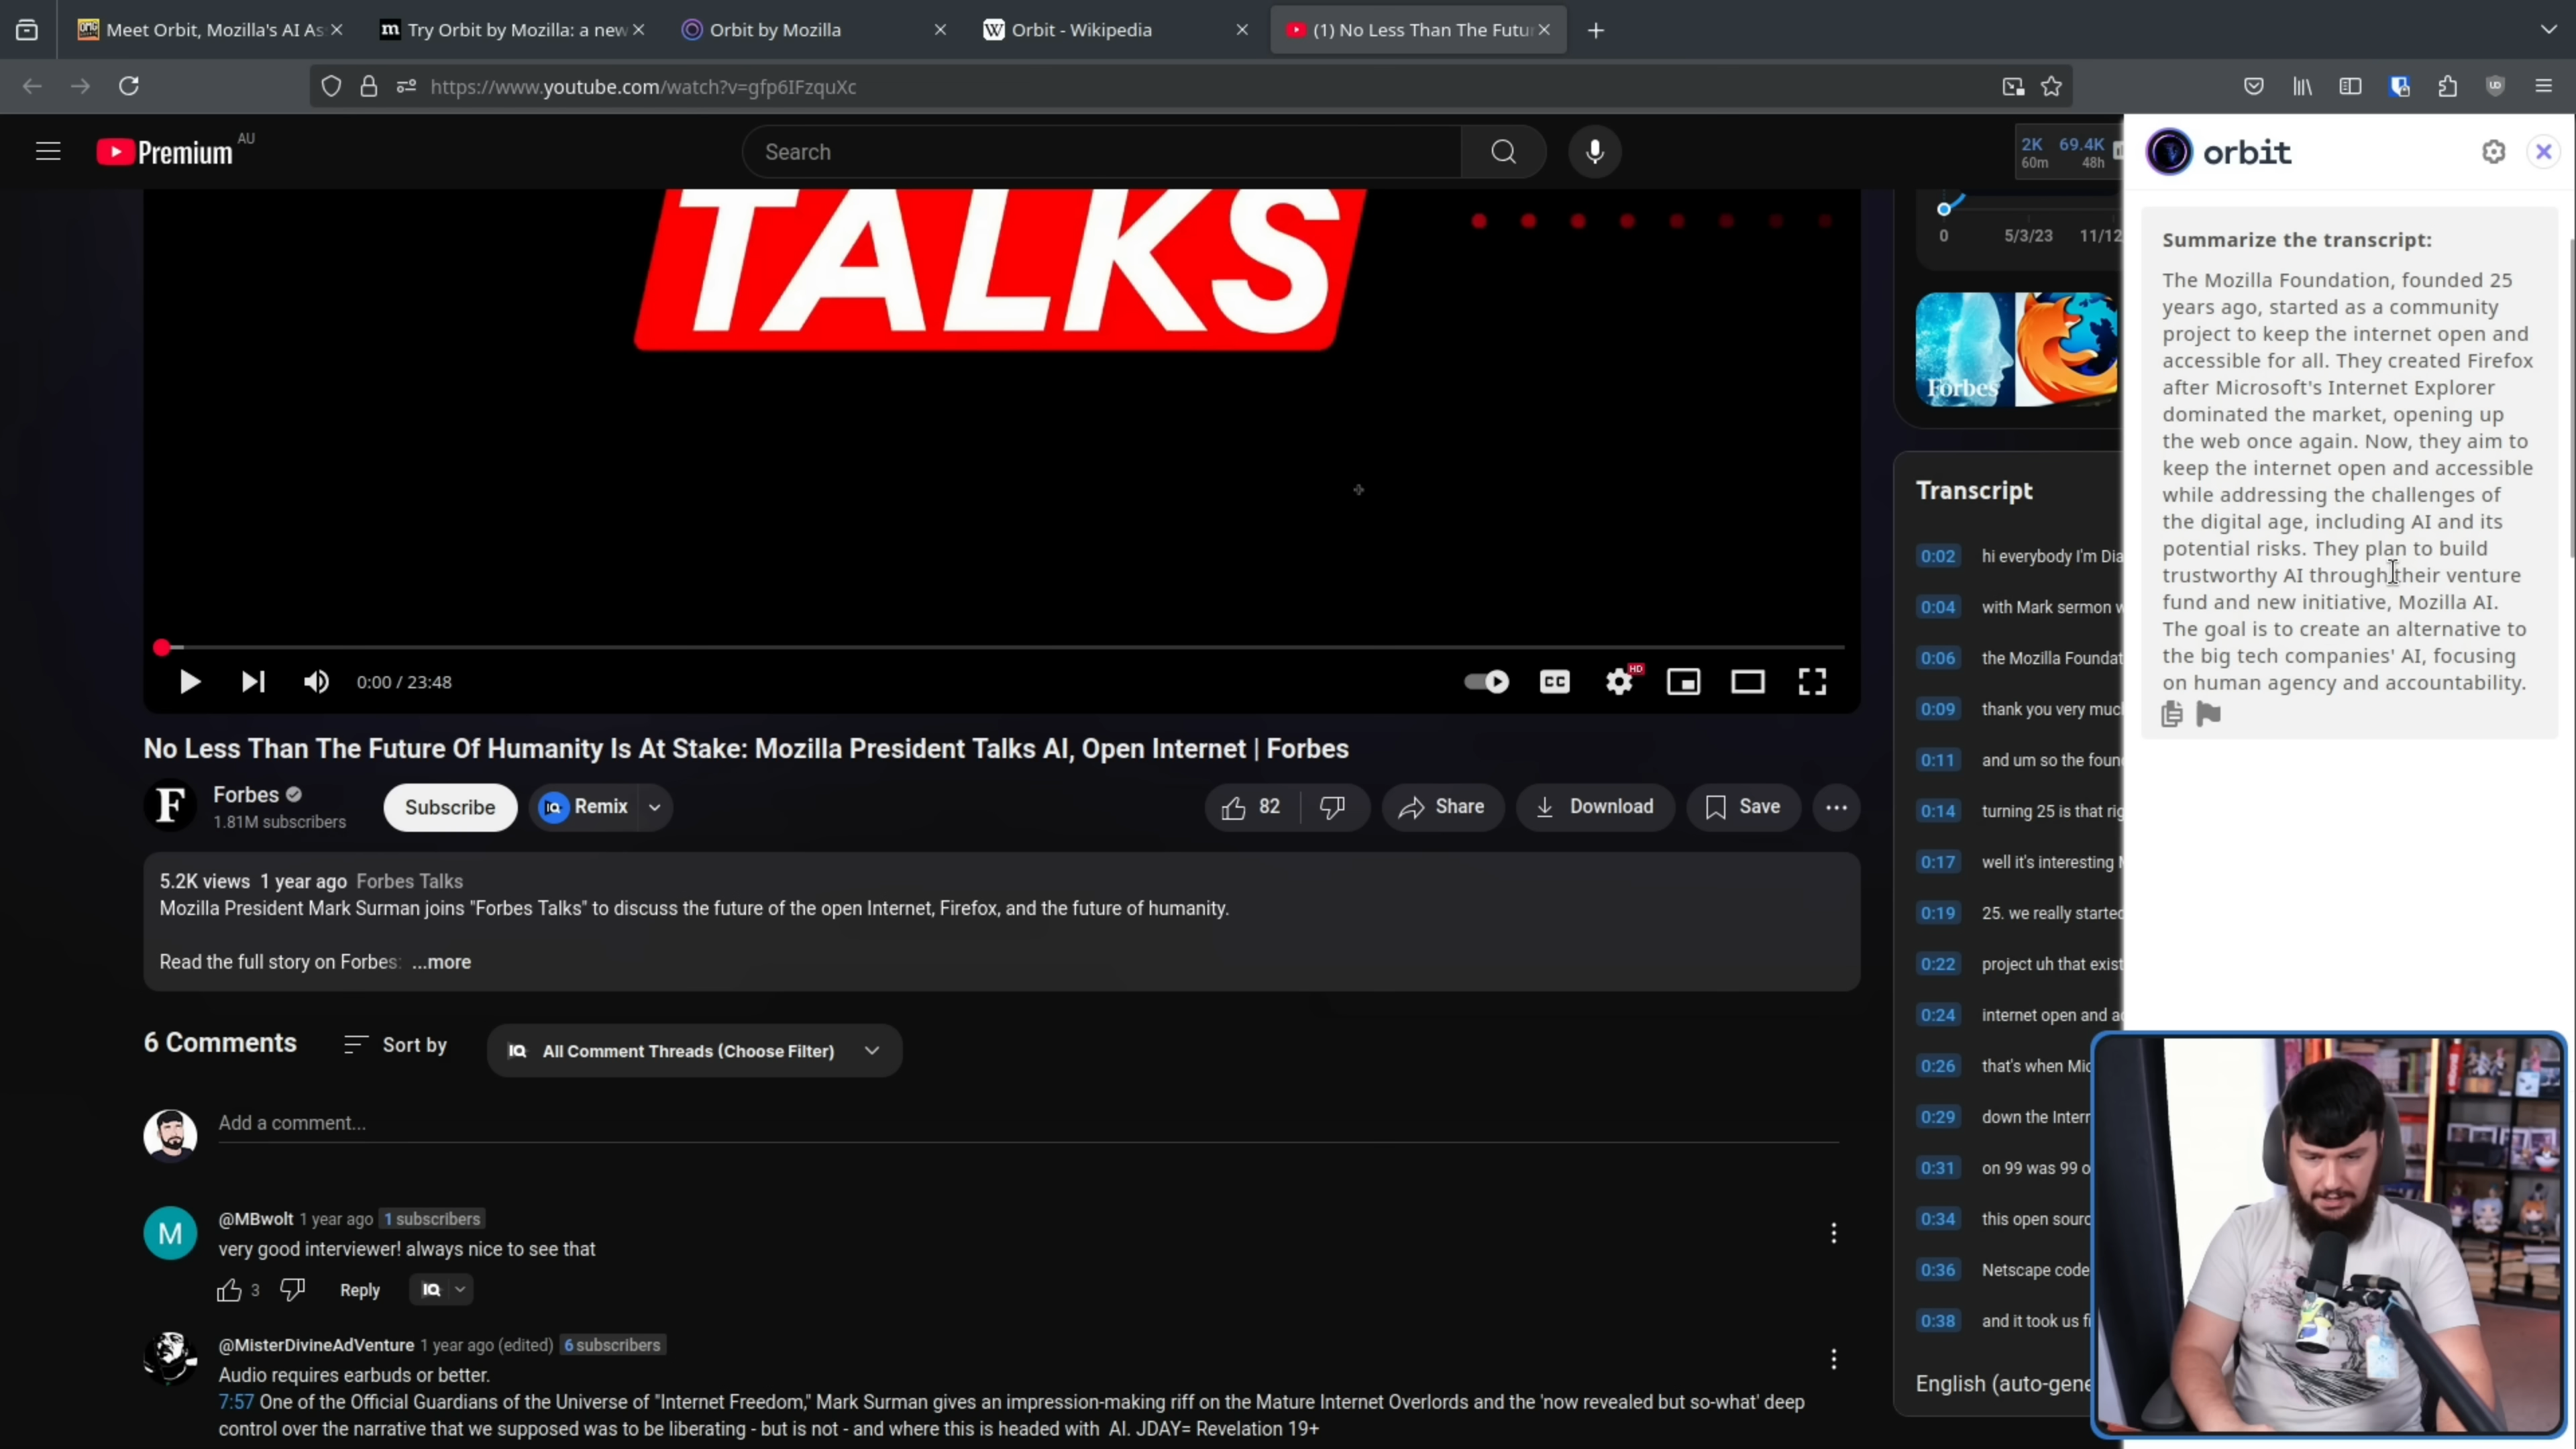 Meet Orbit, Mozilla's AI As
Try Orbit by Mozilla: a new
Orbit by Mozilla
Orbit - Wikipedia
(1) No Less Than The Futur
https://www.youtube.com/watch?v=gfp6IFzquXc
Premium
AU
Search
2K 69.4K
60m 48h
orbit
TALKS
0 5/3/23 11/12
Forbes
Summarize the transcript:
The Mozilla Foundation, founded 25
years ago, started as a community
project to keep the internet open and
accessible for all. They created Firefox
after Microsoft's Internet Explorer
dominated the market, opening up
the web once again. Now, they aim to
keep the internet open and accessible
while addressing the challenges of
the digital age, including AI and its
potential risks. They plan to build
trustworthy AI through their venture
fund and new initiative, Mozilla AI.
The goal is to create an alternative to
the big tech companies' AI, focusing
on human agency and accountability.
0:00 / 23:48
CC
HD
No Less Than The Future Of Humanity Is At Stake: Mozilla President Talks AI, Open Internet | Forbes
F
Forbes
1.81M subscribers
Subscribe
IQ Remix
82
Share
Download
Save
5.2K views 1 year ago Forbes Talks
Mozilla President Mark Surman joins "Forbes Talks" to discuss the future of the open Internet, Firefox, and the future of humanity.
Read the full story on Forbes: ...more
6 Comments
Sort by
IQ All Comment Threads (Choose Filter)
Add a comment...
M
@MBwolt 1 year ago 1 subscribers
very good interviewer! always nice to see that
3
Reply
IQ
@MisterDivineAdVenture 1 year ago (edited) 6 subscribers
Audio requires earbuds or better.
7:57 One of the Official Guardians of the Universe of "Internet Freedom," Mark Surman gives an impression-making riff on the Mature Internet Overlords and the 'now revealed but so-what' deep
control over the narrative that we supposed was to be liberating - but is not - and where this is headed with AI. JDAY= Revelation 19+
Transcript
0:02 hi everybody I'm Dia
0:04 with Mark sermon w
0:06 the Mozilla Foundat
0:09 thank you very much
0:11 and um so the foun
0:14 turning 25 is that rig
0:17 well it's interesting M
0:19 25. we really started
0:22 project uh that exist
0:24 internet open and ac
0:26 that's when Mic
0:29 down the Intern
0:31 on 99 was 99 o
0:34 this open sourc
0:36 Netscape code
0:38 and it took us fi
English (auto-gene